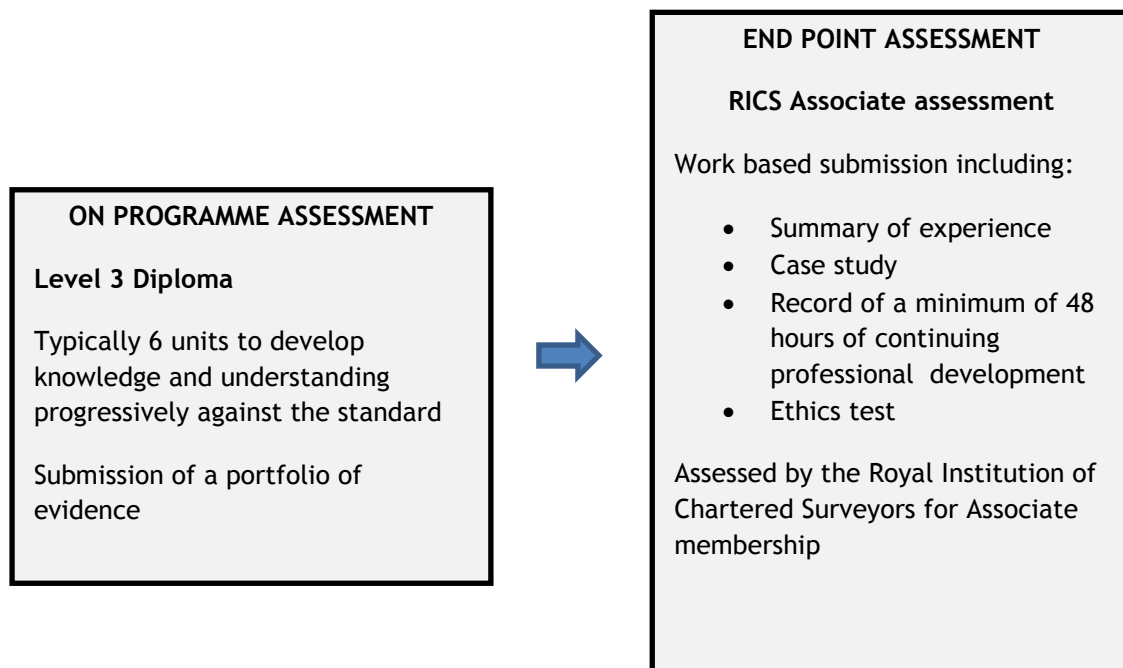 ON PROGRAMME ASSESSMENT
Level 3 Diploma
Typically 6 units to develop
knowledge and understanding
progressively against the standard
Submission of a portfolio of
evidence
END POINT ASSESSMENT
RICS Associate assessment
Work based submission including:
• Summary of experience
• Case study
• Record of a minimum of 48
hours of continuing
professional development
• Ethics test
Assessed by the Royal Institution of
Chartered Surveyors for Associate
membership